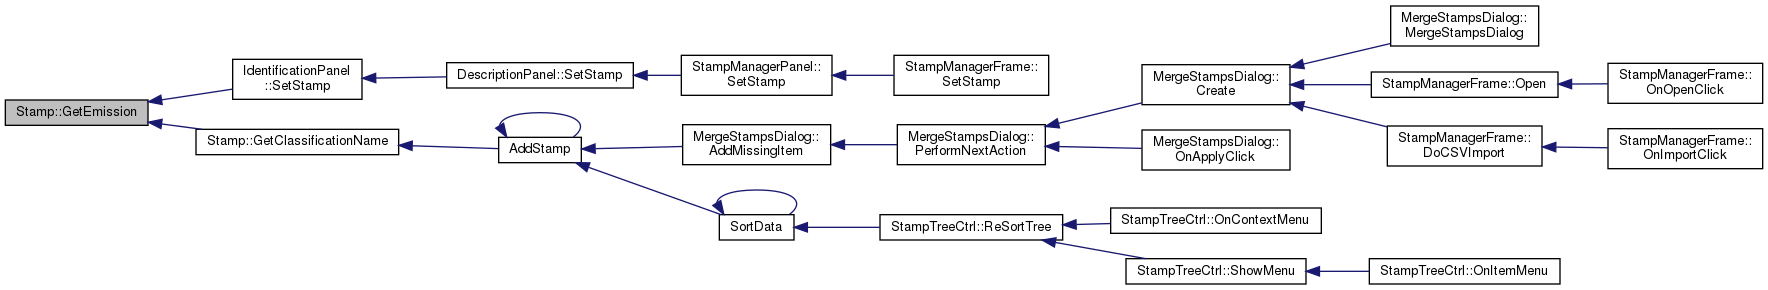 Stamp::GetEmission
IdentificationPanel
::SetStamp
DescriptionPanel::SetStamp
StampManagerPanel::
SetStamp
StampManagerFrame::
SetStamp
Stamp::GetClassificationName
AddStamp
MergeStampsDialog::
AddMissingItem
MergeStampsDialog::
PerformNextAction
MergeStampsDialog::
Create
MergeStampsDialog::
MergeStampsDialog
StampManagerFrame::Open
StampManagerFrame::
OnOpenClick
StampManagerFrame::
DoCSVImport
StampManagerFrame::
OnImportClick
MergeStampsDialog::
OnApplyClick
SortData
StampTreeCtrl::ReSortTree
StampTreeCtrl::OnContextMenu
StampTreeCtrl::ShowMenu
StampTreeCtrl::OnItemMenu